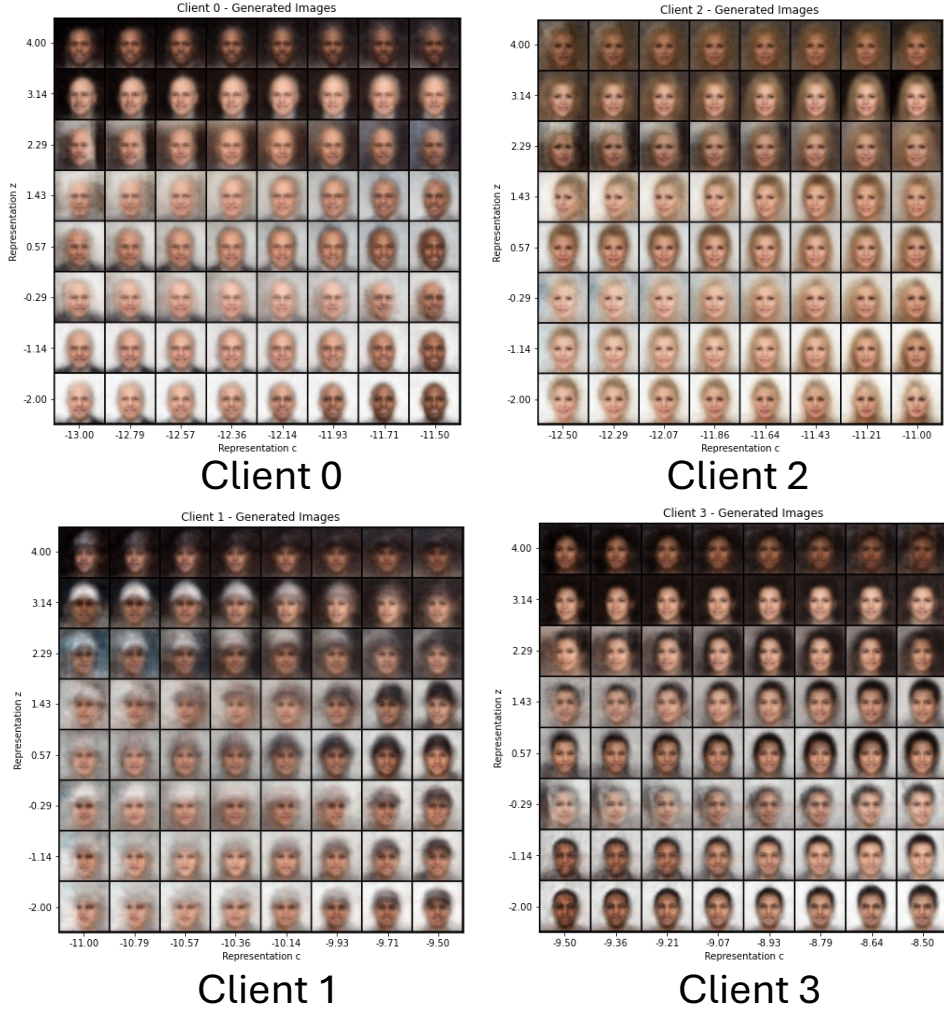 Client 0 - Generated Images
Representation z
4.00
3.14
2.29
1.43
0.57
-0.29
-1.14
-2.00
-13.00 -12.79 -12.57 -12.36 -12.14 -11.93 -11.71 -11.50
Representation c
Client 0
Client 2 - Generated Images
Representation z
4.00
3.14
2.29
1.43
0.57
-0.29
-1.14
-2.00
-12.50 -12.29 -12.07 -11.86 -11.64 -11.43 -11.21 -11.00
Representation c
Client 2
Client 1 - Generated Images
Representation z
4.00
3.14
2.29
1.43
0.57
-0.29
-1.14
-2.00
-11.00 -10.79 -10.57 -10.36 -10.14 -9.93 -9.71 -9.50
Representation c
Client 1
Client 3 - Generated Images
Representation z
4.00
3.14
2.29
1.43
0.57
-0.29
-1.14
-2.00
-9.50 -9.36 -9.21 -9.07 -8.93 -8.79 -8.64 -8.50
Representation c
Client 3